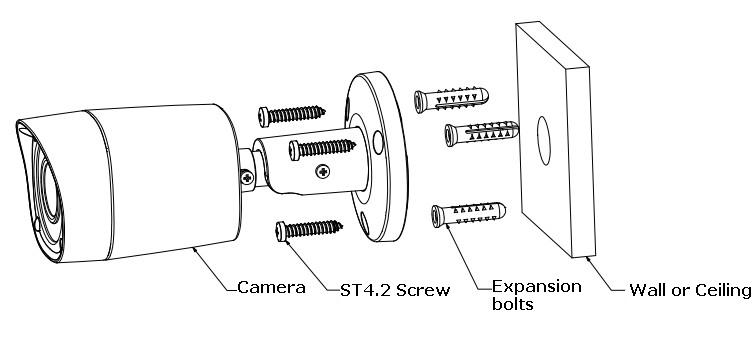 Camera
ST4.2 Screw
Expansion
bolts
Wall or Ceiling